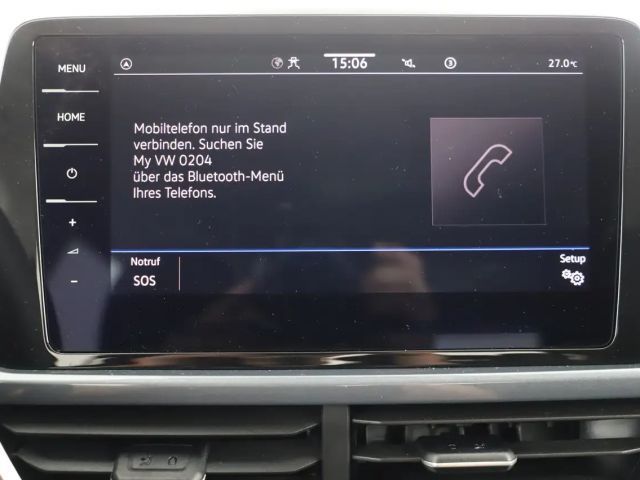 MENU
15:06
3
27.0°C
HOME
Mobiltelefon nur im Stand
verbinden. Suchen Sie
My VW 0204
über das Bluetooth-Menü
Ihres Telefons.
+
-
Notruf
SOS
Setup